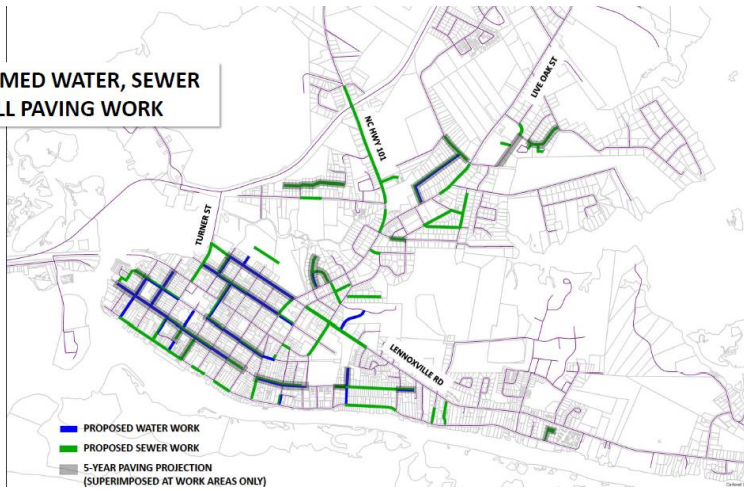 MED WATER, SEWER
LL PAVING WORK
LIVE OAK ST
NC HWY 101
TURNER ST
LENNOXVILLE RD
PROPOSED WATER WORK
PROPOSED SEWER WORK
5-YEAR PAVING PROJECTION
(SUPERIMPOSED AT WORK AREAS ONLY)